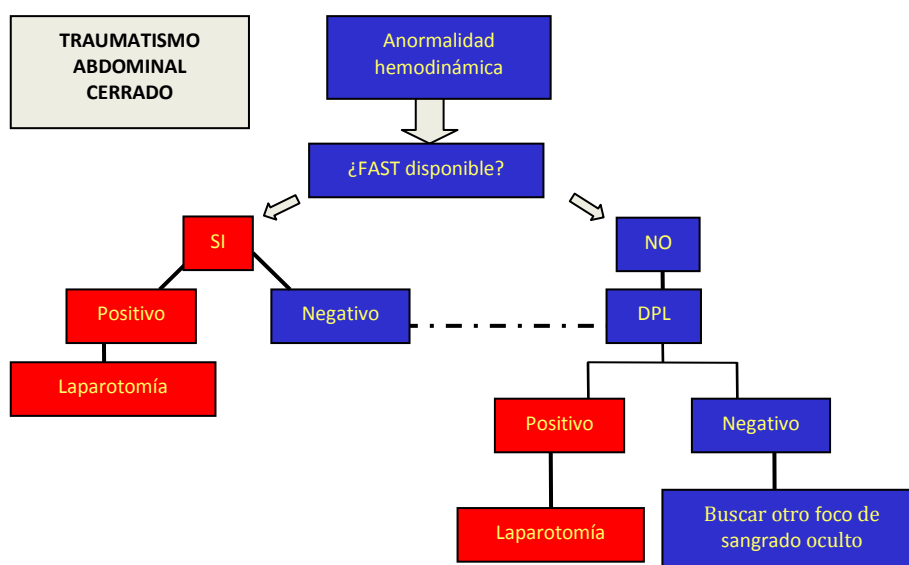 TRAUMATISMO
ABDOMINAL
CERRADO
Anormalidad
hemodinámica
¿FAST disponible?
SI
NO
Positivo
Negativo
DPL
Laparotomía
Positivo
Negativo
Laparotomía
Buscar otro foco de
sangrado oculto